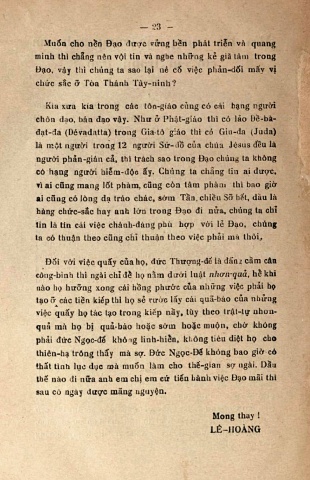 — 23 —
Muốn cho nền Đạo được vững bền phát triển và quang
minh thì chẳng nên vội tin và nghe những kẻ giả tâm trong
Đạo, vậy thì chúng ta sao lại nề cố việc phản-đối mấy vị
chức sắc ở Tòa Thánh Tây-ninh?
Kìa xưa kia trong các tôn-giáo cũng có cái hạng người
chôn đạo, bán đạo vậy. Như ở Phật-giáo thì có lão Đề-bà-
đạt-đa (Dévadatta) trong Gia-tô giáo thì có Giu-đa (Juda)
là một người trong 12 người Sứ-đồ của chúa Jésus đều là
người phản-gián cả, thì trách sao trong Đạo chúng ta không
có hạng người hiểm-độc ấy. Chúng ta chẳng tin ai được,
vì ai cũng mang lốt phàm, cũng còn tâm phàm thì bao giờ
ai cũng có lòng dạ tráo chác, sớm Tần, chiều Sở hết, dầu là
hàng chức-sắc hay anh lớn trong Đạo đi nữa, chúng ta chỉ
tin là tin cái việc chánh-đáng phù hợp với lẽ Đạo, chúng
ta có thuận theo cũng chỉ thuận theo việc phải mà thôi,
Đối với việc quấy của họ, đức Thượng-đế là đấng cầm cân
công-bình thì ngài chỉ để họ nằm dưới luật nhơn-quả, hễ khi
nào họ hưởng xong cái hồng phước của những việc phải họ
tạo ở các tiền kiếp thì họ sẽ rước lấy cái quả-báo của những
việc quấy họ tác tạo trong kiếp nầy, tùy theo trật-tự nhơn-
quả mà họ bị quả-báo hoặc sớm hoặc muộn, chớ không
phải đức Ngọc-đế không linh-hiển, không tiêu diệt họ cho
thiên-hạ trông thấy mà sợ. Đức Ngọc-Đế không bao giờ có
thất tình lục dục mà muốn làm cho thế-gian sợ ngài. Dầu
thế nào đi nữa anh em chị em cứ tiến hành việc Đạo mãi thì
sau có ngày được mãng nguyện.
Mong thay!
LÊ-HOÀNG